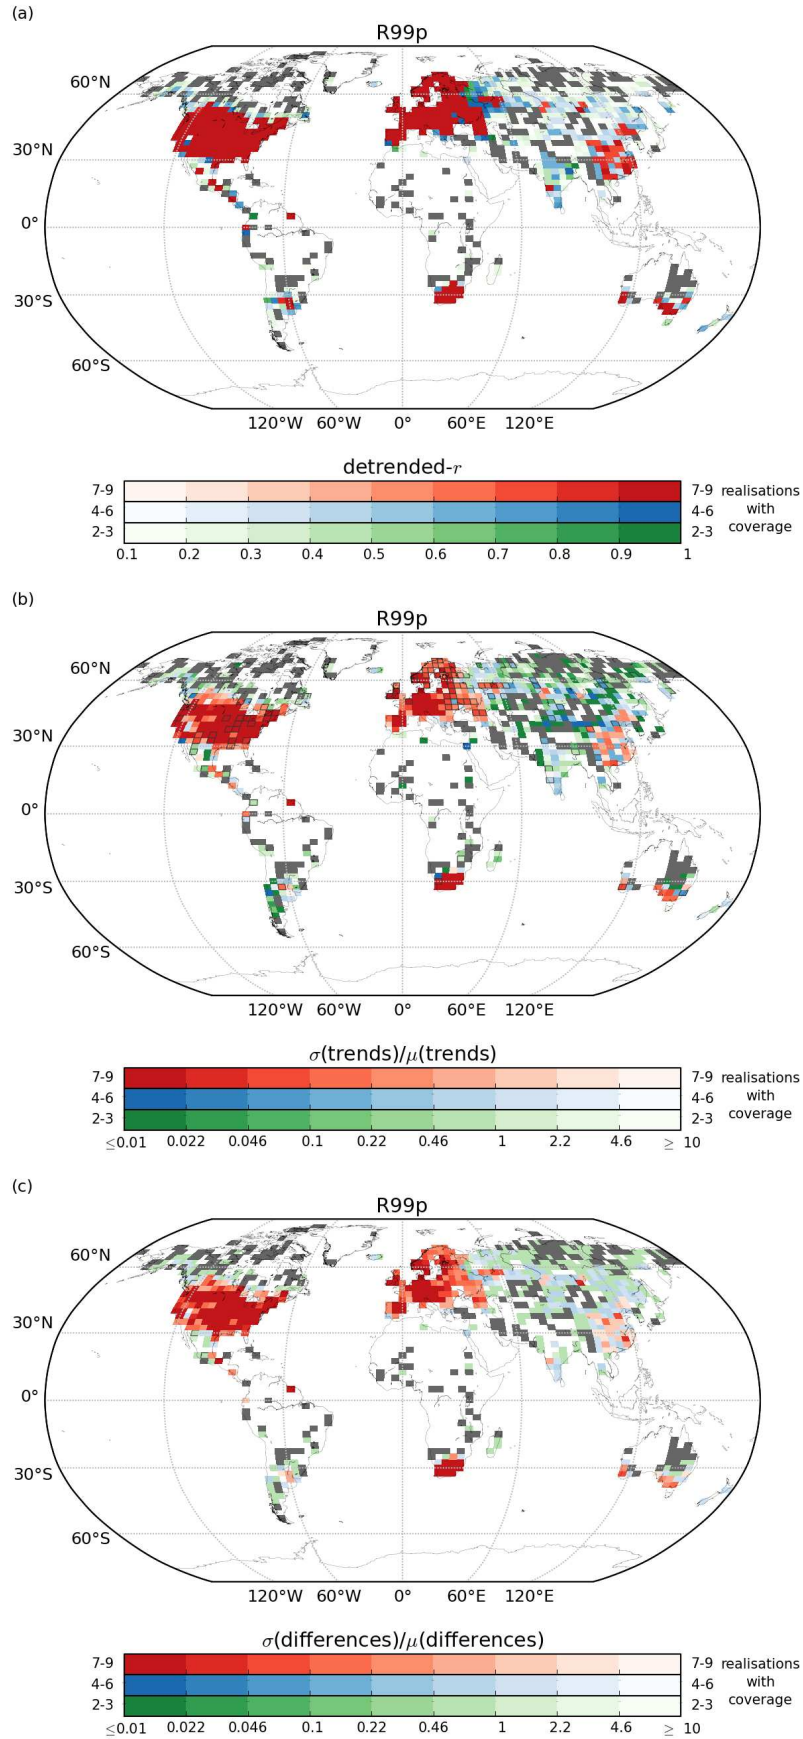 (a)
R99p
60°N
30°N
0°
30°S
60°S
120°W 60°W 0° 60°E 120°E
detrended-r
7-9 7-9 realisations
4-6 4-6 with
2-3 2-3 coverage
0.1 0.2 0.3 0.4 0.5 0.6 0.7 0.8 0.9 1
(b)
R99p
60°N
30°N
0°
30°S
60°S
120°W 60°W 0° 60°E 120°E
σ(trends)/μ(trends)
7-9 7-9 realisations
4-6 4-6 with
2-3 2-3 coverage
≤0.01 0.022 0.046 0.1 0.22 0.46 1 2.2 4.6 ≥ 10
(c)
R99p
60°N
30°N
0°
30°S
60°S
120°W 60°W 0° 60°E 120°E
σ(differences)/μ(differences)
7-9 7-9 realisations
4-6 4-6 with
2-3 2-3 coverage
≤0.01 0.022 0.046 0.1 0.22 0.46 1 2.2 4.6 ≥ 10